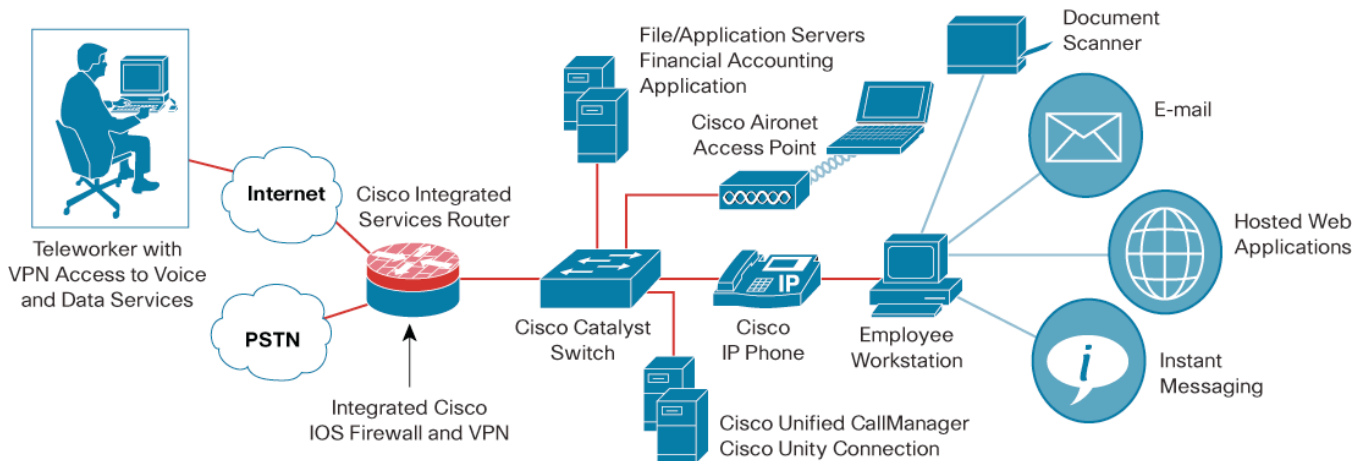 Document
Scanner
File/Application Servers
Financial Accounting
Application
E-mail
Cisco Aironet
Access Point
Internet
Cisco Integrated
Services Router
Hosted Web
Applications
Teleworker with
VPN Access to Voice
and Data Services
IP
PSTN
Cisco Catalyst
Switch
Cisco
IP Phone
Employee
Workstation
i
Instant
Messaging
Integrated Cisco
IOS Firewall and VPN
Cisco Unified CallManager
Cisco Unity Connection